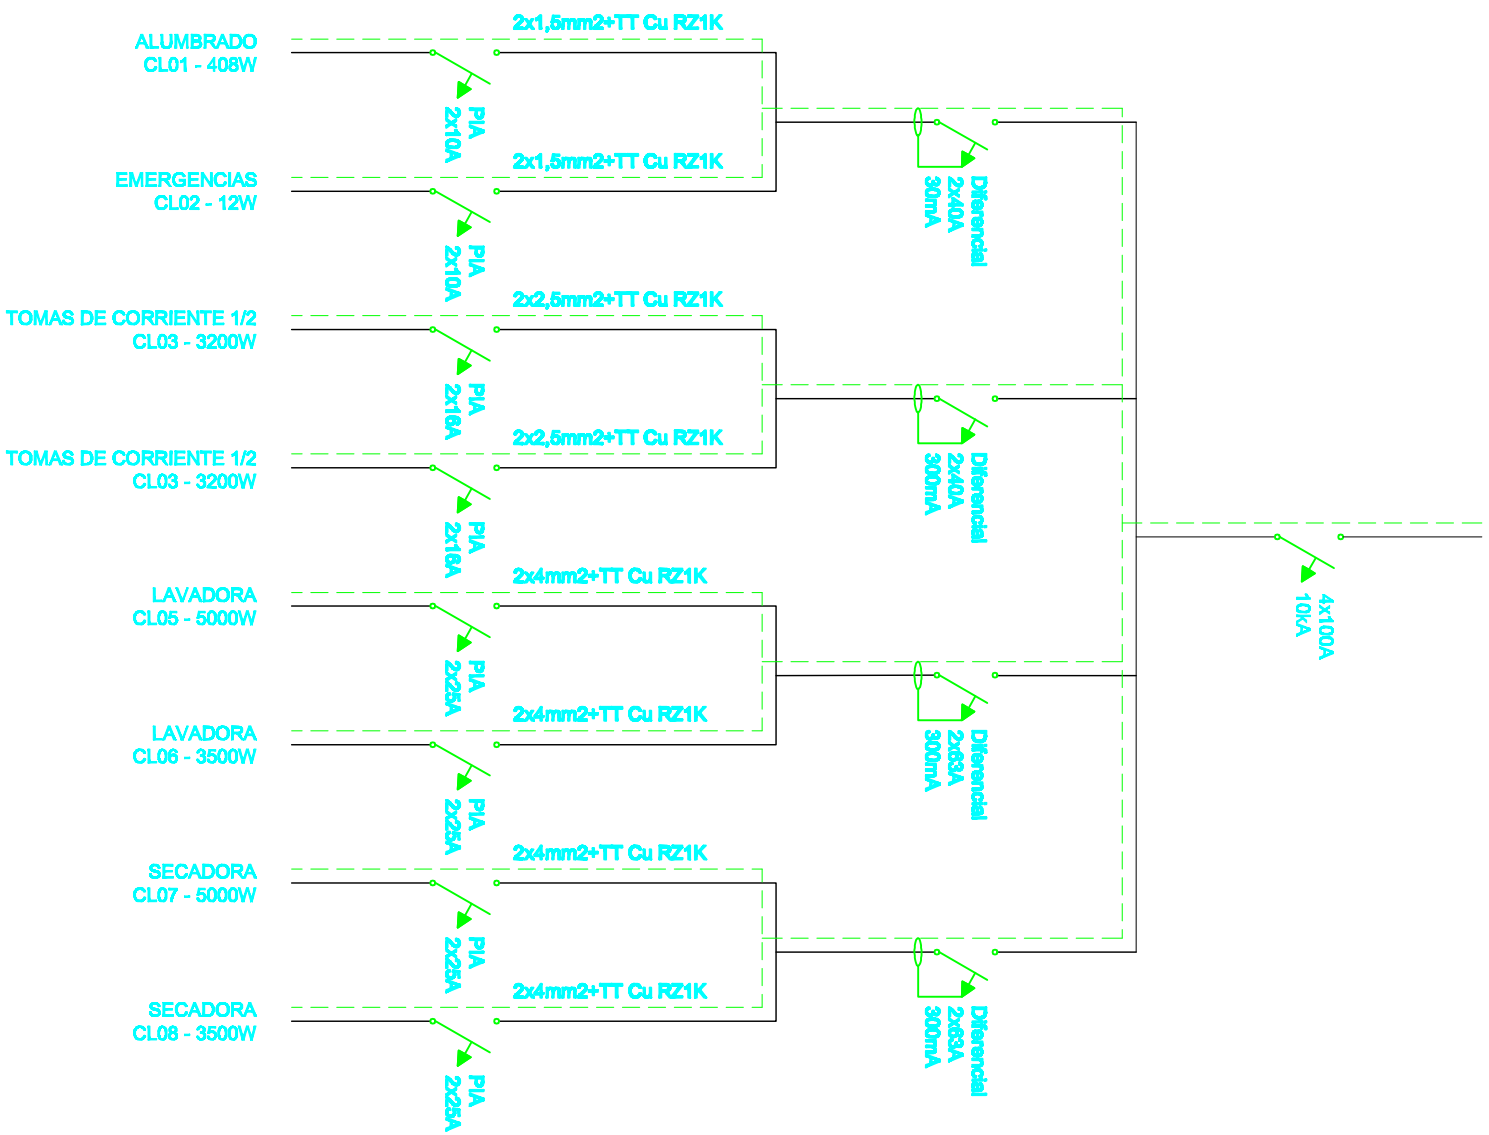 2x1,5mm2+TT Cu RZ1K
ALUMBRADO
CL01 - 408W
PIA
2x10A
2x1,5mm2+TT Cu RZ1K
EMERGENCIAS
CL02 - 12W
PIA
2x10A
Diferencial
2x40A
30mA
2x2,5mm2+TT Cu RZ1K
TOMAS DE CORRIENTE 1/2
CL03 - 3200W
PIA
2x16A
2x2,5mm2+TT Cu RZ1K
TOMAS DE CORRIENTE 1/2
CL03 - 3200W
PIA
2x16A
Diferencial
2x40A
300mA
4x100A
10kA
2x4mm2+TT Cu RZ1K
LAVADORA
CL05 - 5000W
PIA
2x25A
2x4mm2+TT Cu RZ1K
LAVADORA
CL06 - 3500W
PIA
2x25A
Diferencial
2x63A
300mA
2x4mm2+TT Cu RZ1K
SECADORA
CL07 - 5000W
PIA
2x25A
2x4mm2+TT Cu RZ1K
SECADORA
CL08 - 3500W
PIA
2x25A
Diferencial
2x63A
300mA